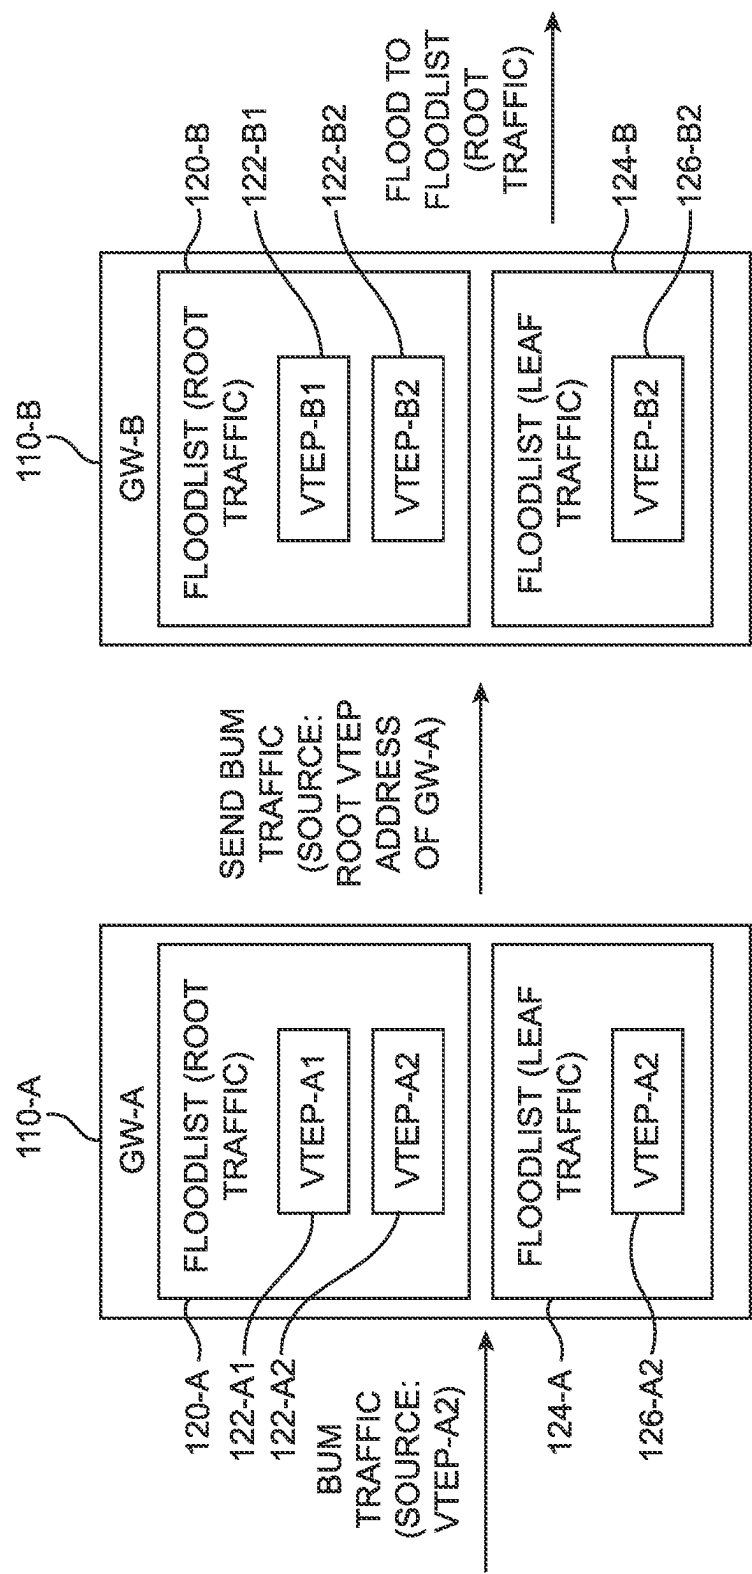 110-A
GW-A
120-A
FLOODLIST (ROOT
TRAFFIC)
122-A1
VTEP-A1
122-A2
VTEP-A2
BUM
TRAFFIC
(SOURCE:
VTEP-A2)
124-A
FLOODLIST (LEAF
TRAFFIC)
126-A2
VTEP-A2
SEND BUM
TRAFFIC
(SOURCE:
ROOT VTEP
ADDRESS
OF GW-A)
110-B
GW-B
120-B
FLOODLIST (ROOT
TRAFFIC)
122-B1
VTEP-B1
122-B2
VTEP-B2
124-B
FLOODLIST (LEAF
TRAFFIC)
126-B2
VTEP-B2
FLOOD TO
FLOODLIST
(ROOT
TRAFFIC)